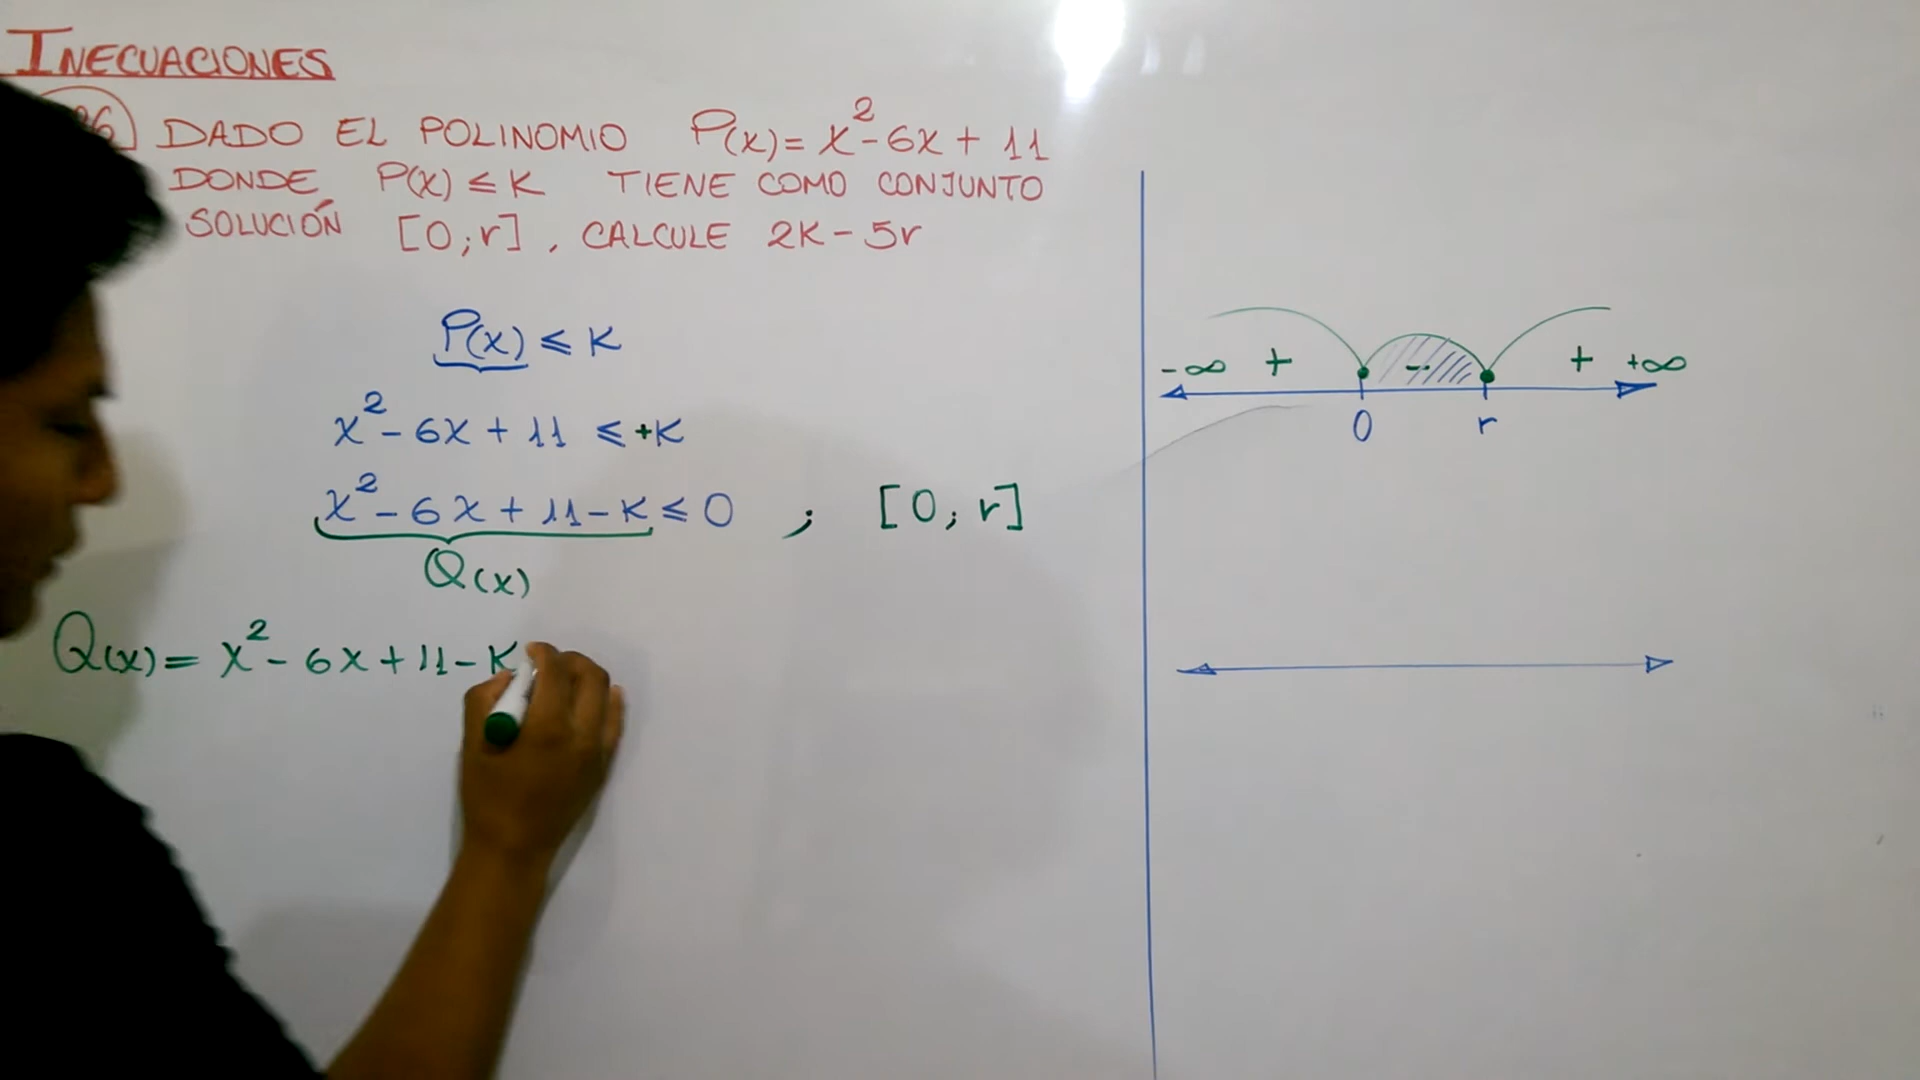 INECUACIONES
DADO EL POLINOMIO P(x)= x²-6x+11
DONDE P(x) ≤ K TIENE COMO CONJUNTO
SOLUCIÓN [0;r], CALCULE 2K-5r
P(x) ≤ K
x²-6x+11 ≤ +K
x²-6x+11-K ≤ 0 ; [0;r]
Q(x)
Q(x)= x²-6x+11-K
-∞ + - + +∞
0 r